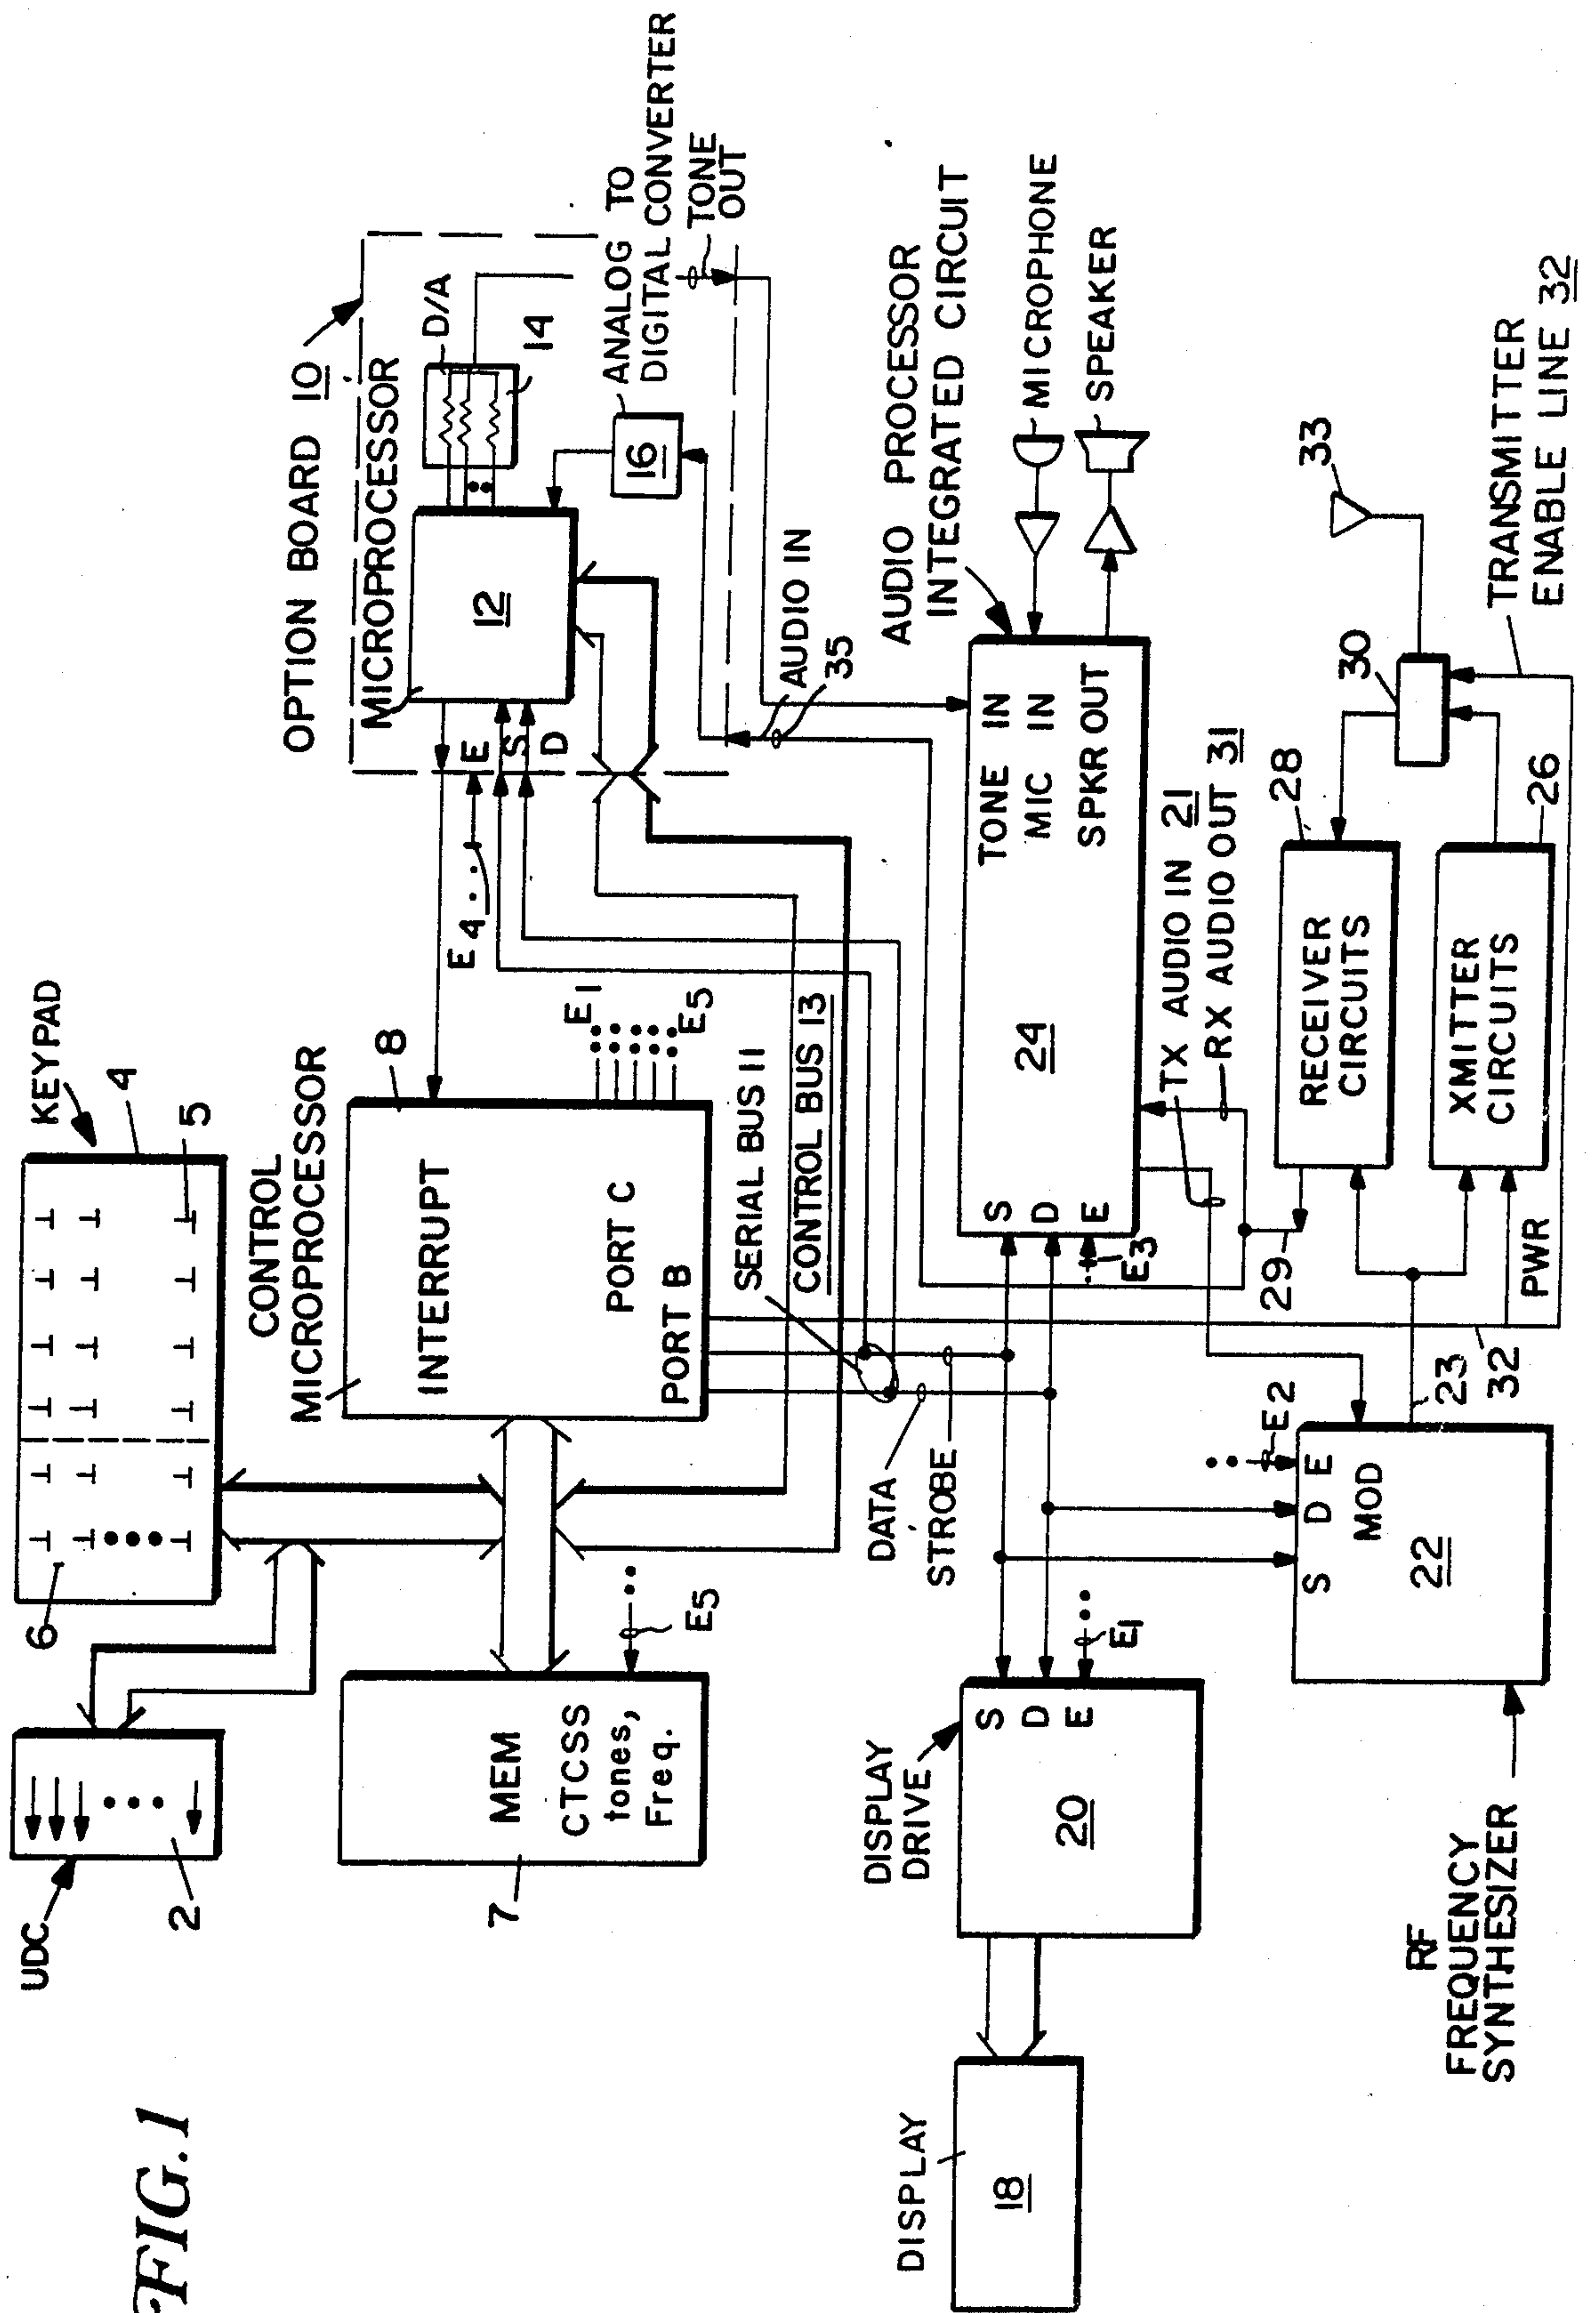 FIG. 1
UDC
2
6
KEYPAD
4
5
7
MEM
CTCSS
tones,
Freq.
E5
CONTROL
MICROPROCESSOR
8
INTERRUPT
PORT C
PORT B
E1
E5
SERIAL BUS 11
CONTROL BUS 13
DATA
STROBE
OPTION BOARD 10
MICROPROCESSOR
12
E
S
D
E4
D/A
14
16
ANALOG TO
DIGITAL CONVERTER
TONE
OUT
AUDIO IN
35
DISPLAY
18
DISPLAY
DRIVE
20
S
D
E
E1
AUDIO PROCESSOR
INTEGRATED CIRCUIT
24
S
D
E
E3
TONE IN
MIC IN
SPKR OUT
MICROPHONE
SPEAKER
TX AUDIO IN 21
RX AUDIO OUT 31
RF
FREQUENCY
SYNTHESIZER
22
S D E
MOD
E2
23
32
PWR
29
RECEIVER
CIRCUITS
28
XMITTER
CIRCUITS
26
30
33
TRANSMITTER
ENABLE LINE 32